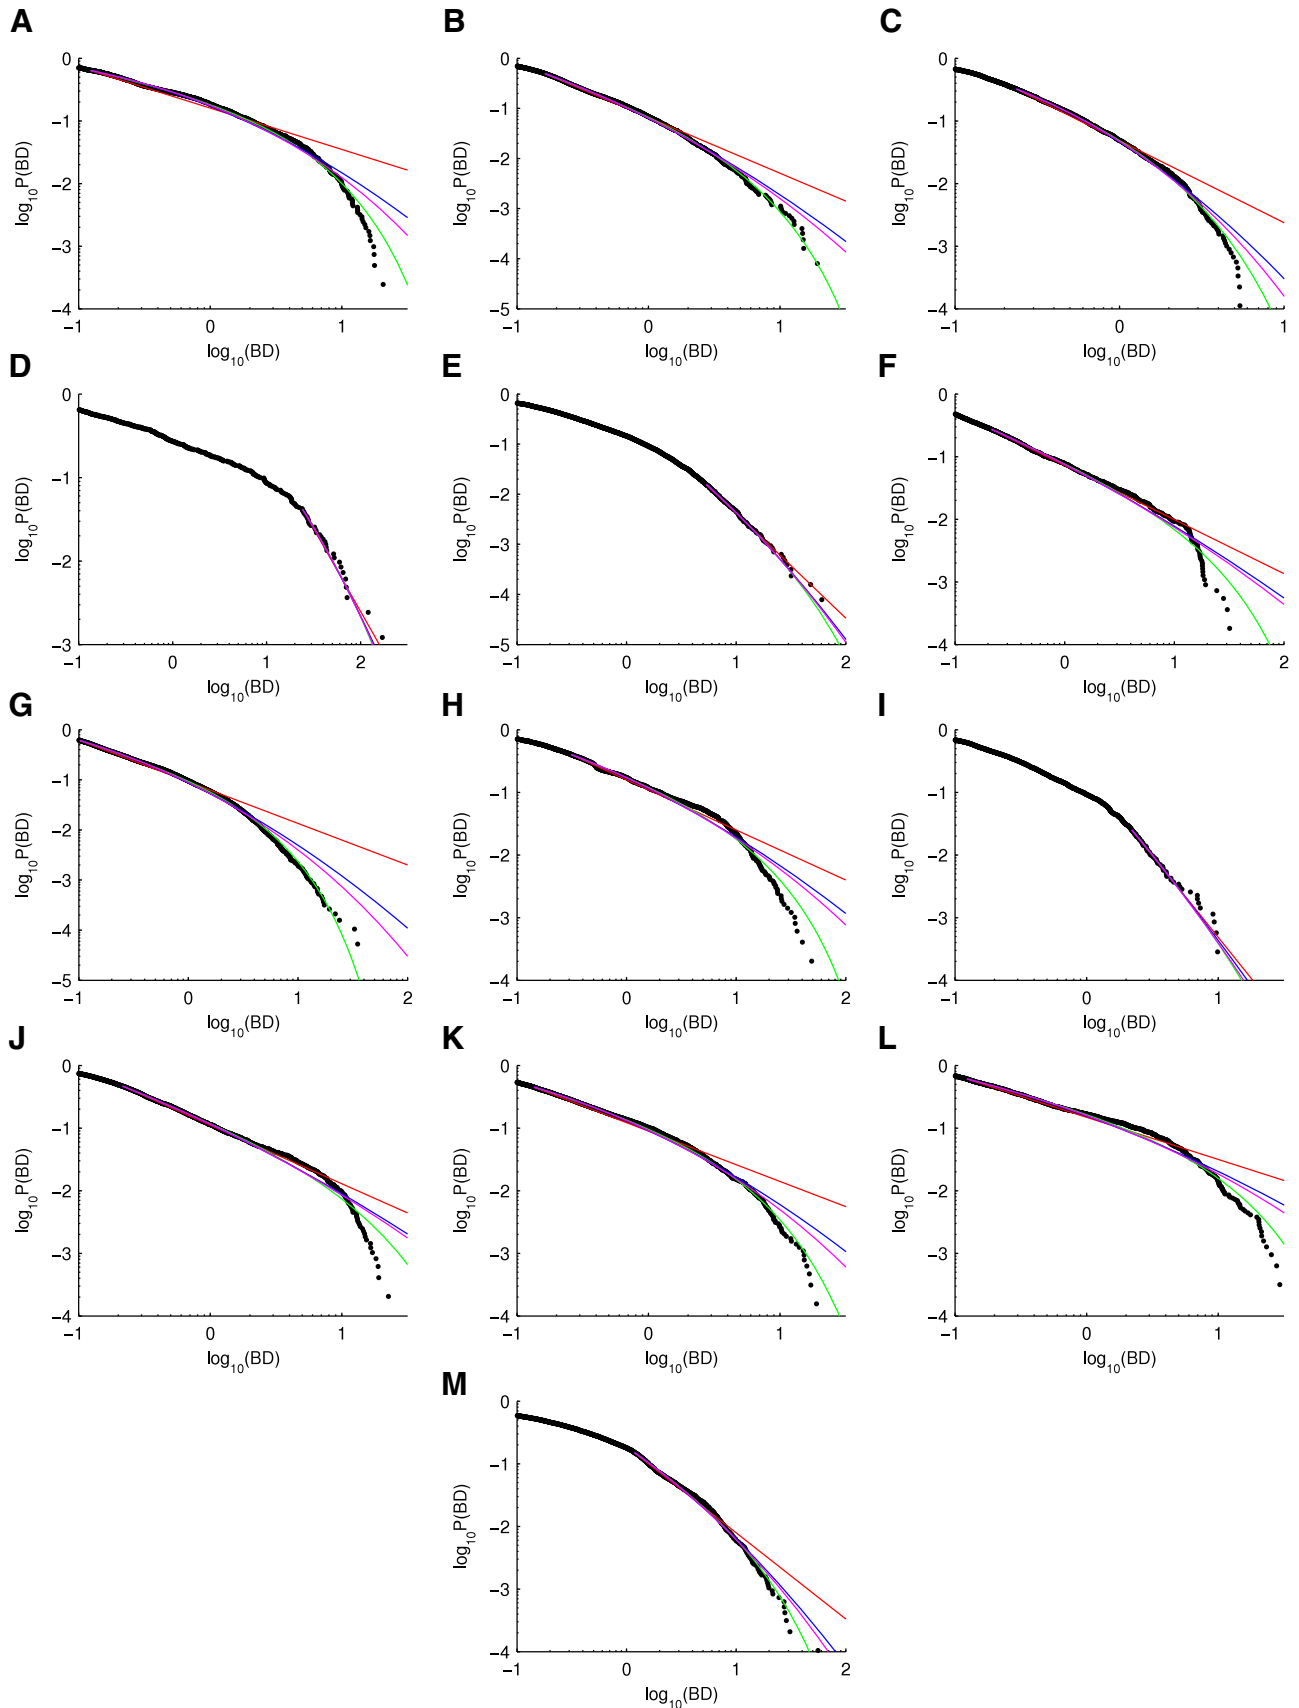 A B C
0 0 0
−1 −1 −1
−2 −2 −2
−3 −3 −3
−4 −4 −4
−5
log10P(BD) log10P(BD) log10P(BD)
−1 0 1 −1 0 1 −1 0 1
log10(BD) log10(BD) log10(BD)
D E F
0 0 0
−1 −1 −1
−2 −2 −2
−3 −3 −3
−4 −4
−5
log10P(BD) log10P(BD) log10P(BD)
−1 0 1 2 −1 0 1 2 −1 0 1 2
log10(BD) log10(BD) log10(BD)
G H I
0 0 0
−1 −1 −1
−2 −2 −2
−3 −3 −3
−4 −4 −4
−5
log10P(BD) log10P(BD) log10P(BD)
−1 0 1 2 −1 0 1 2 −1 0 1
log10(BD) log10(BD) log10(BD)
J K L
0 0 0
−1 −1 −1
−2 −2 −2
−3 −3 −3
−4 −4 −4
log10P(BD) log10P(BD) log10P(BD)
−1 0 1 −1 0 1 −1 0 1
log10(BD) log10(BD) log10(BD)
M
0
−1
−2
−3
−4
log10P(BD)
−1 0 1 2
log10(BD)